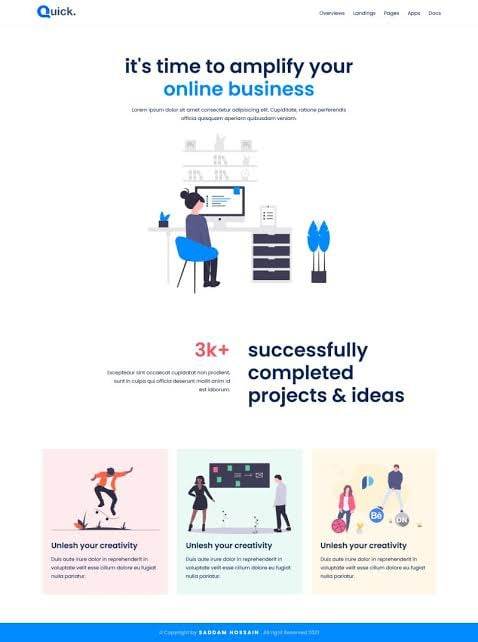 Quick.
Overviews Landings Pages Apps Docs
it's time to amplify your
online business
Lorem ipsum dolor sit amet consectetur adipisicing elit. Cupiditate, ratione perferendis
officia quisquam aperiam quibusdam veniam.
3k+
Excepteour sint occaecat cupidatat non proident,
sunt in culpa qui officia deserunt mollit anim id
est laborum.
successfully
completed
projects & ideas
Bē
DN
Unlesh your creativity
Duis aute irure dolor in reprehenderit in
voluptate velit esse cillum dolore eu fugiat
nulla pariatur.
Unlesh your creativity
Duis aute irure dolor in reprehenderit in
voluptate velit esse cillum dolore eu fugiat
nulla pariatur.
Unlesh your creativity
Duis aute irure dolor in reprehenderit in
voluptate velit esse cillum dolore eu fugiat
nulla pariatur.
© Copyright by SADDAM HOSSAIN . All right Reserved 2021